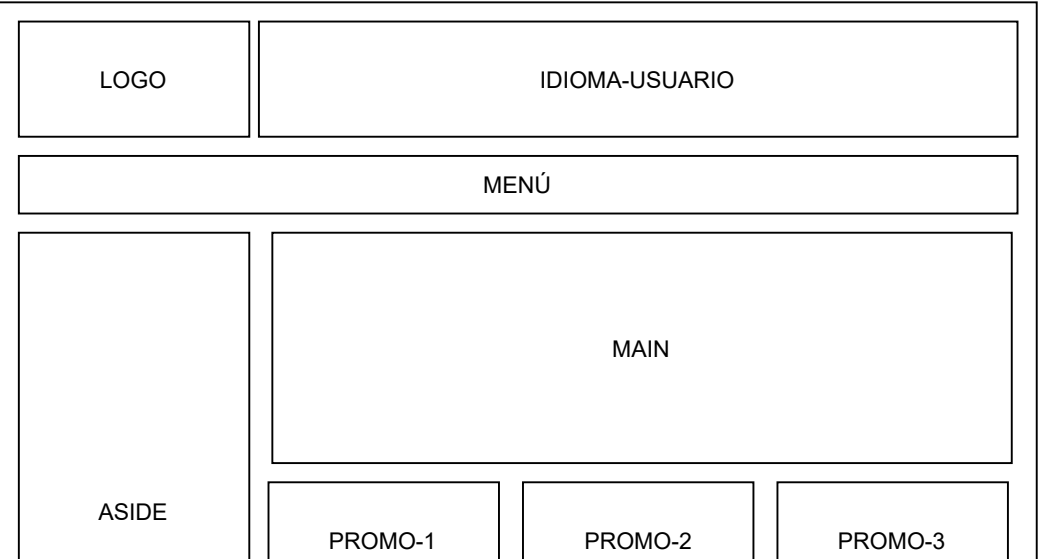 LOGO
IDIOMA-USUARIO
MENÚ
MAIN
ASIDE
PROMO-1
PROMO-2
PROMO-3